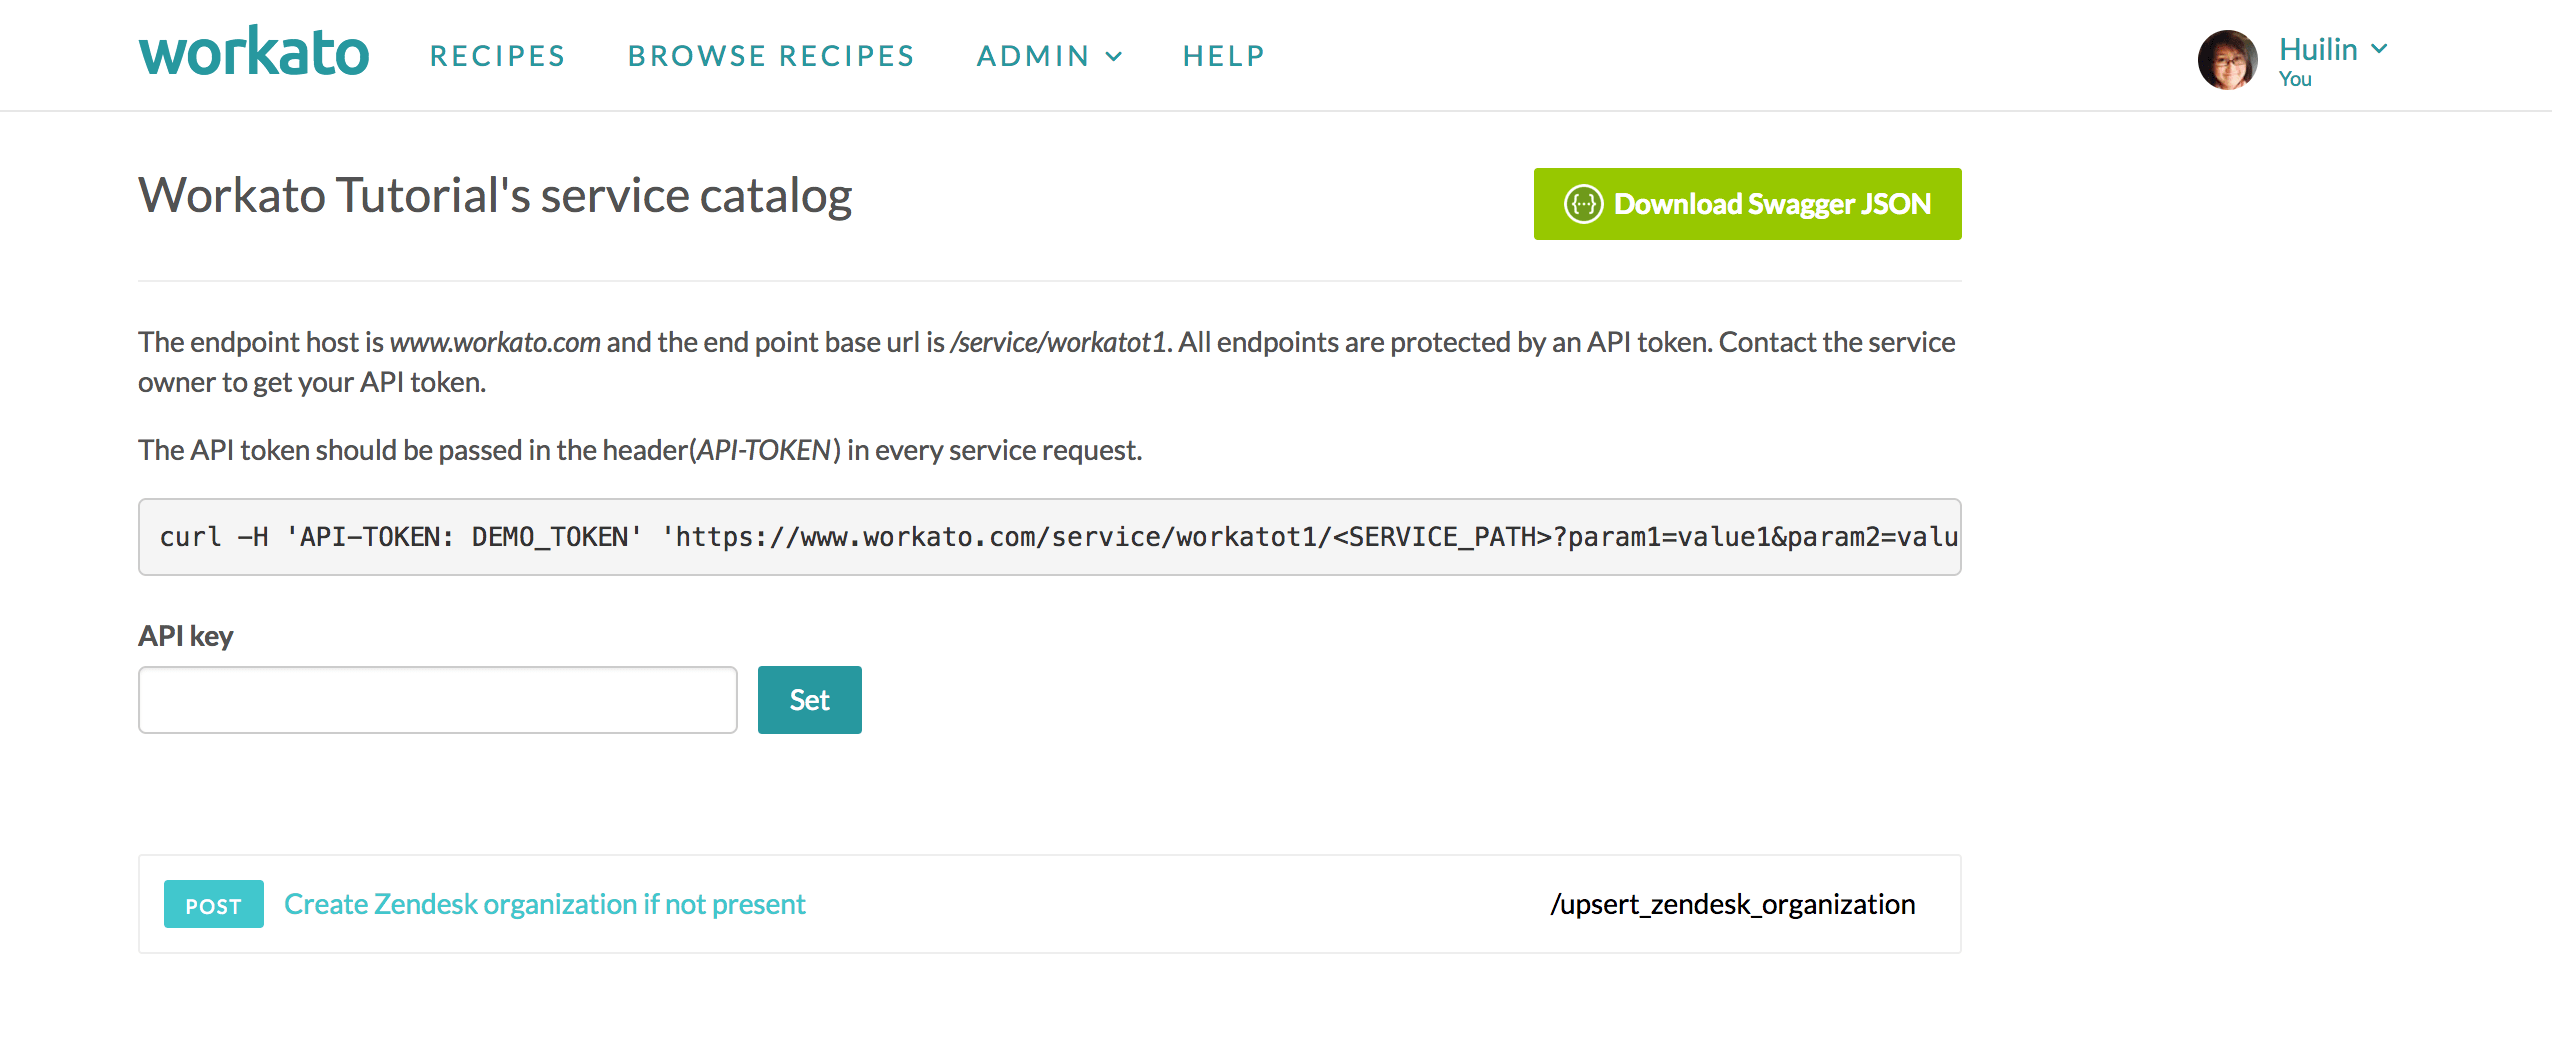 workato
RECIPES
BROWSE RECIPES
ADMIN
HELP
Huilin
You
Workato Tutorial's service catalog
{···} Download Swagger JSON
The endpoint host is www.workato.com and the end point base url is /service/workatot1. All endpoints are protected by an API token. Contact the service
owner to get your API token.
The API token should be passed in the header(API-TOKEN) in every service request.
curl -H 'API-TOKEN: DEMO_TOKEN' 'https://www.workato.com/service/workatot1/<SERVICE_PATH>?param1=value1&param2=valu
API key
Set
POST Create Zendesk organization if not present /upsert_zendesk_organization